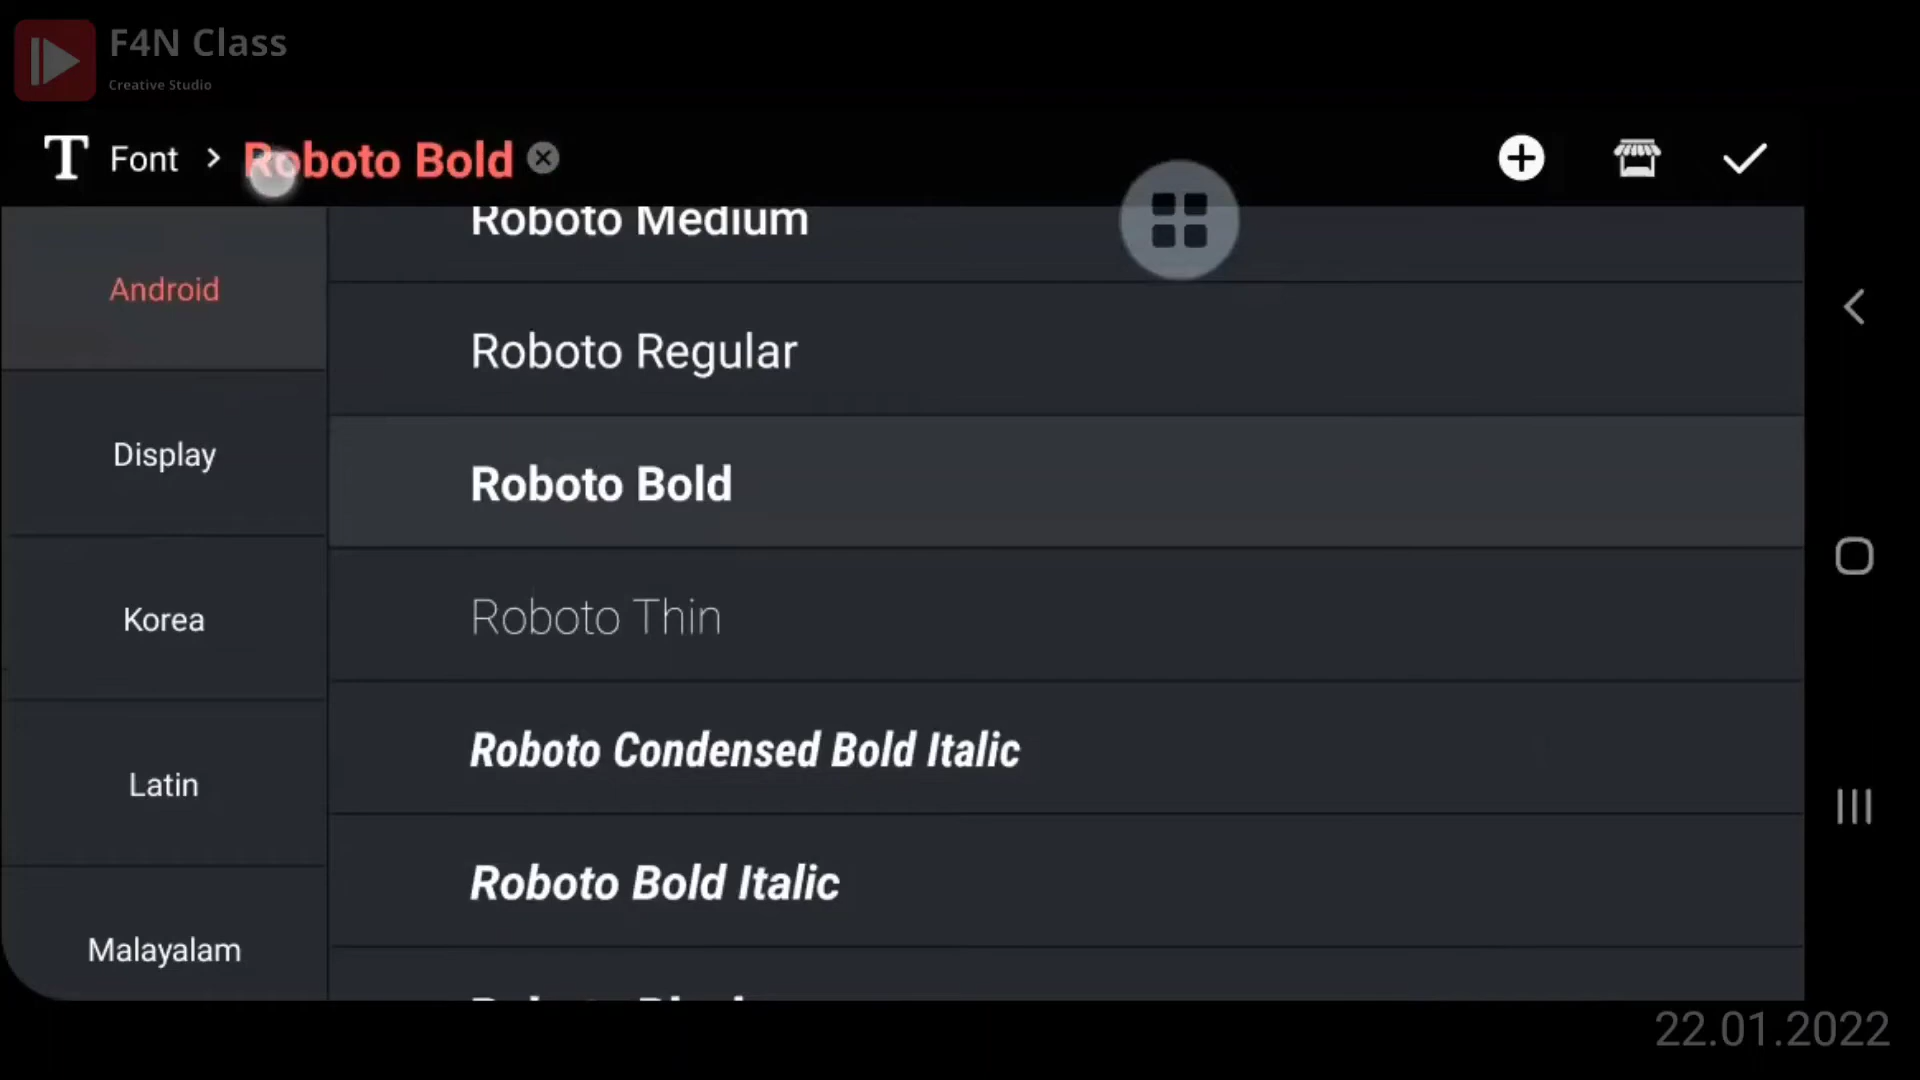 F4N Class
Creative Studio
T Font > Roboto Bold
Roboto Medium
Android
Roboto Regular
Display
Roboto Bold
Korea
Roboto Thin
Roboto Condensed Bold Italic
Latin
Roboto Bold Italic
Malayalam
22.01.2022